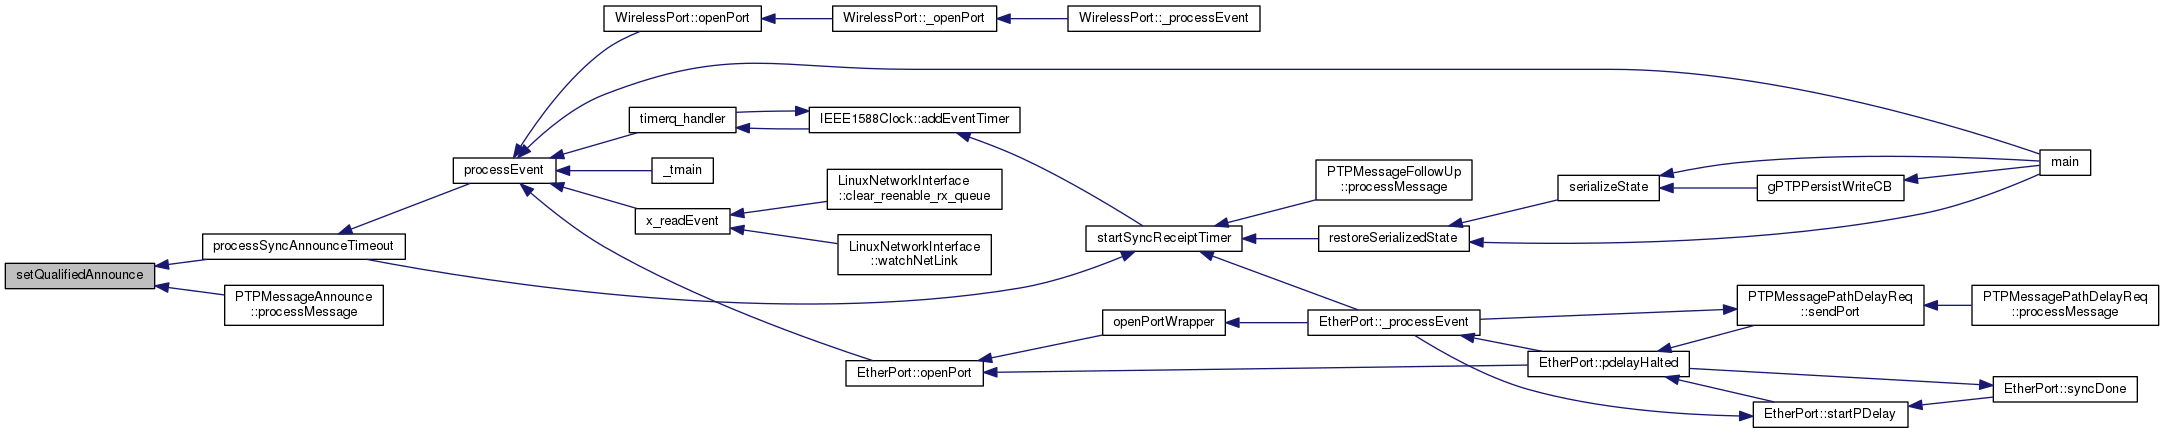 WirelessPort::openPort
WirelessPort::_openPort
WirelessPort::_processEvent
timerq_handler
IEEE1588Clock::addEventTimer
processEvent
_tmain
PTPMessageFollowUp
::processMessage
main
LinuxNetworkInterface
::clear_reenable_rx_queue
serializeState
gPTPPersistWriteCB
x_readEvent
processSyncAnnounceTimeout
LinuxNetworkInterface
::watchNetLink
startSyncReceiptTimer
restoreSerializedState
setQualifiedAnnounce
PTPMessageAnnounce
::processMessage
openPortWrapper
EtherPort::_processEvent
PTPMessagePathDelayReq
::sendPort
PTPMessagePathDelayReq
::processMessage
EtherPort::openPort
EtherPort::pdelayHalted
EtherPort::syncDone
EtherPort::startPDelay